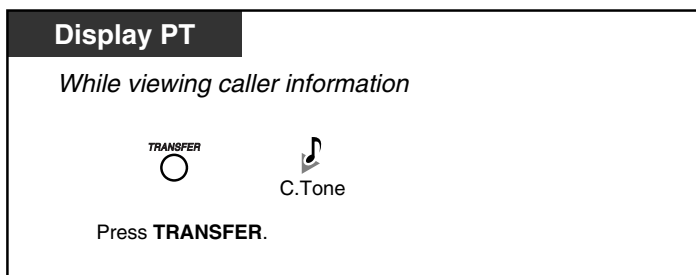 Display PT
While viewing caller information
TRANSFER
C.Tone
Press TRANSFER.